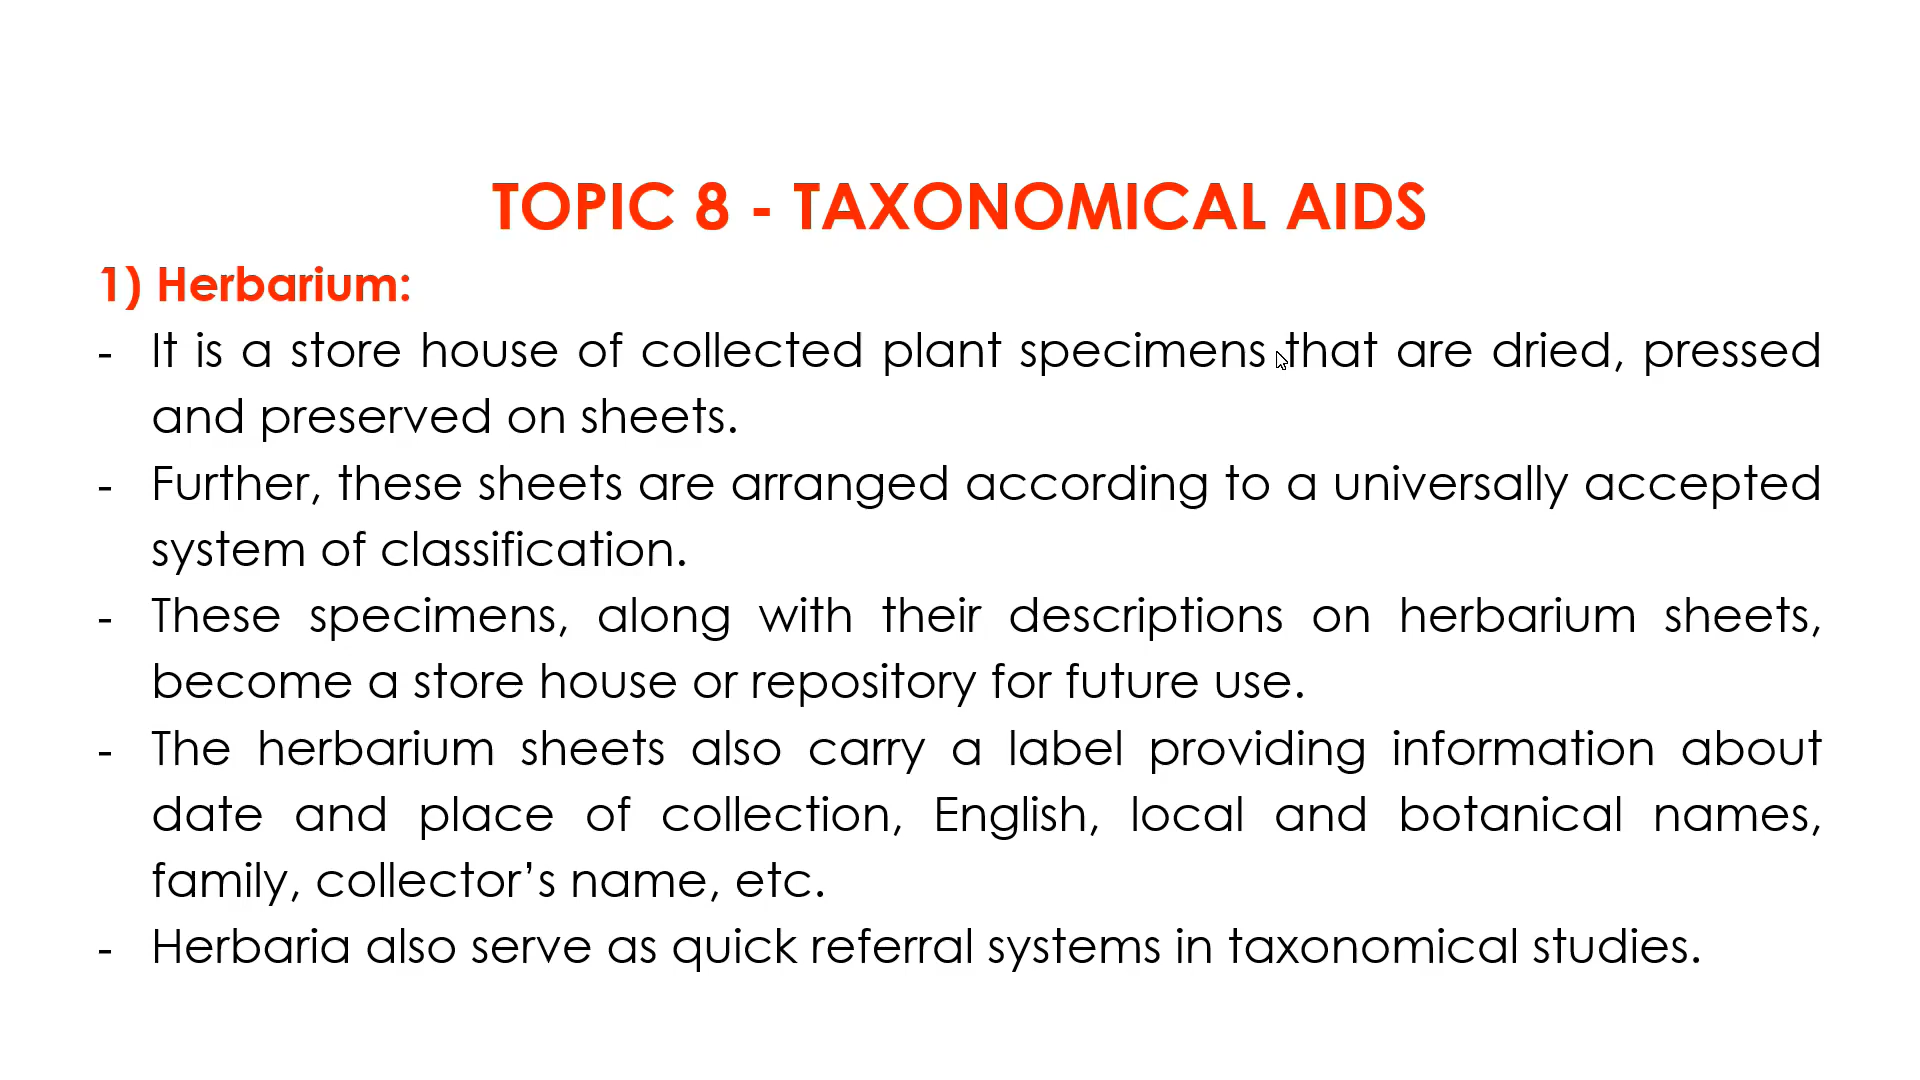 TOPIC 8 - TAXONOMICAL AIDS
1) Herbarium:
- It is a store house of collected plant specimens that are dried, pressed
and preserved on sheets.
- Further, these sheets are arranged according to a universally accepted
system of classification.
- These specimens, along with their descriptions on herbarium sheets,
become a store house or repository for future use.
- The herbarium sheets also carry a label providing information about
date and place of collection, English, local and botanical names,
family, collector’s name, etc.
- Herbaria also serve as quick referral systems in taxonomical studies.